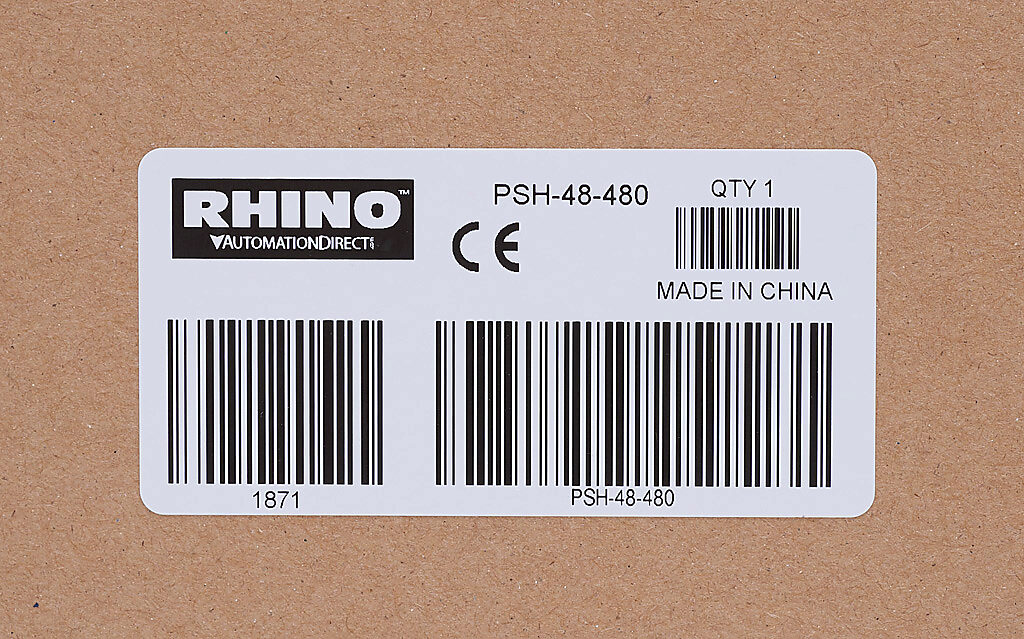 RHINO™
AUTOMATIONDIRECT
PSH-48-480
CE
QTY 1
MADE IN CHINA
1871
PSH-48-480